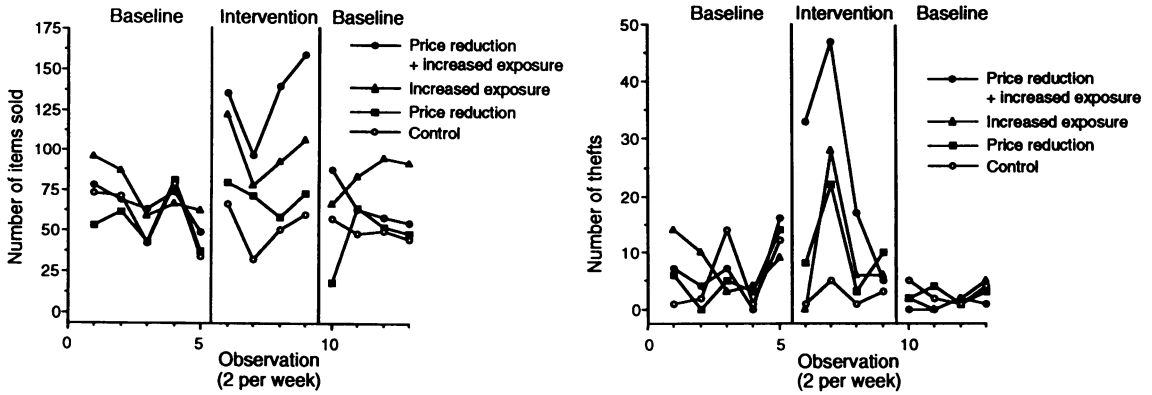 Baseline
Intervention
Baseline
175
150
125
100
75
50
25
0
Number of items sold
Price reduction
+ increased exposure
Increased exposure
Price reduction
Control
0
5
10
Observation
(2 per week)
Baseline
Intervention
Baseline
50
40
30
20
10
0
Number of thefts
Price reduction
+ increased exposure
Increased exposure
Price reduction
Control
0
5
10
Observation
(2 per week)